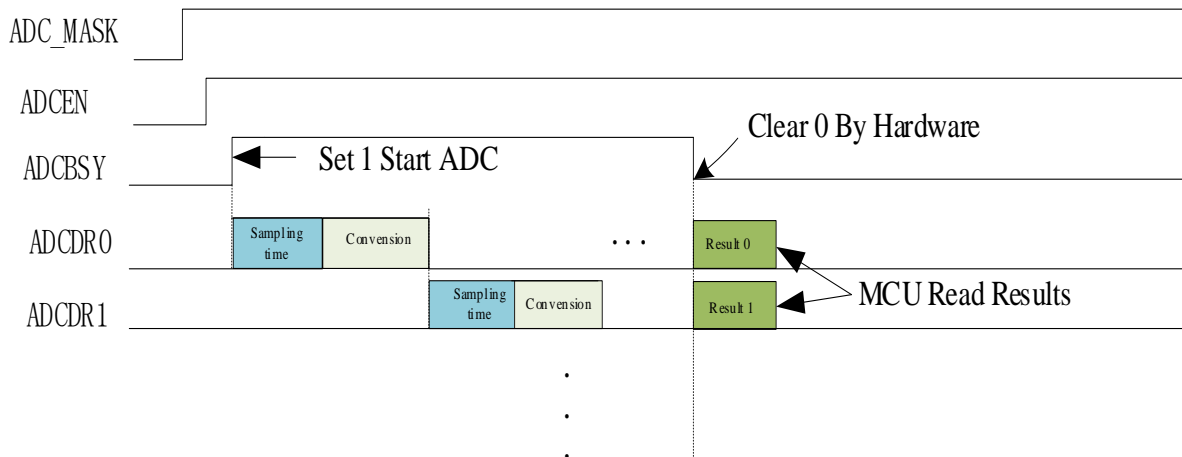 ADC_MASK
ADCEN
Clear 0 By Hardware
ADCBSY
Set 1 Start ADC
ADCDR0
Sampling
time
Convension
. . .
Result 0
MCU Read Results
ADCDR1
Sampling
time
Convension
Result 1
.
.
.